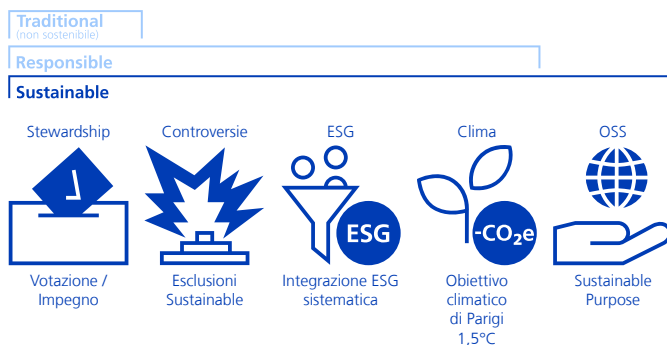 Traditional
(non sostenibile)
Responsible
Sustainable
Stewardship
Controversie
ESG
Clima
OSS
ESG
-CO₂e
Votazione /
Impegno
Esclusioni
Sustainable
Integrazione ESG
sistematica
Obiettivo
climatico
di Parigi
1,5°C
Sustainable
Purpose